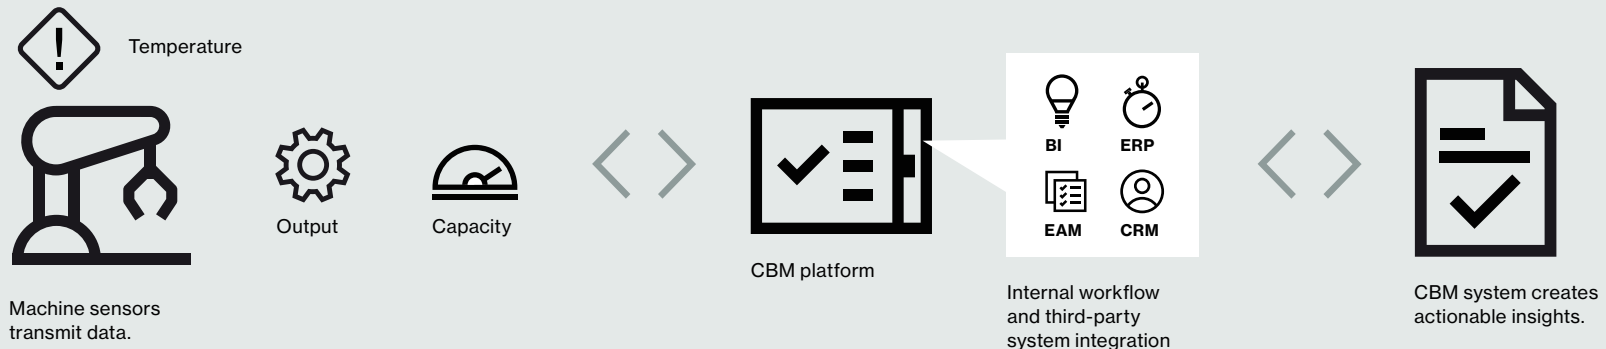 Temperature
Output
Capacity
Machine sensors
transmit data.
CBM platform
BI
ERP
EAM
CRM
Internal workflow
and third-party
system integration
CBM system creates
actionable insights.